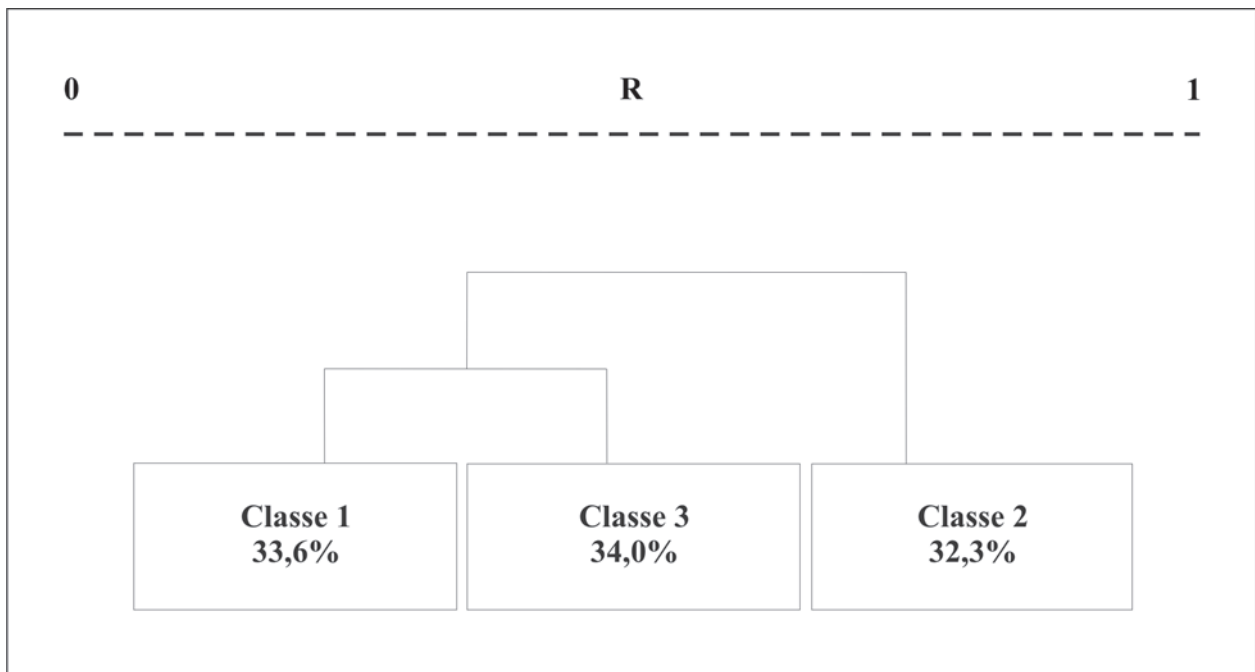 0 R 1
Classe 1
33,6%
Classe 3
34,0%
Classe 2
32,3%